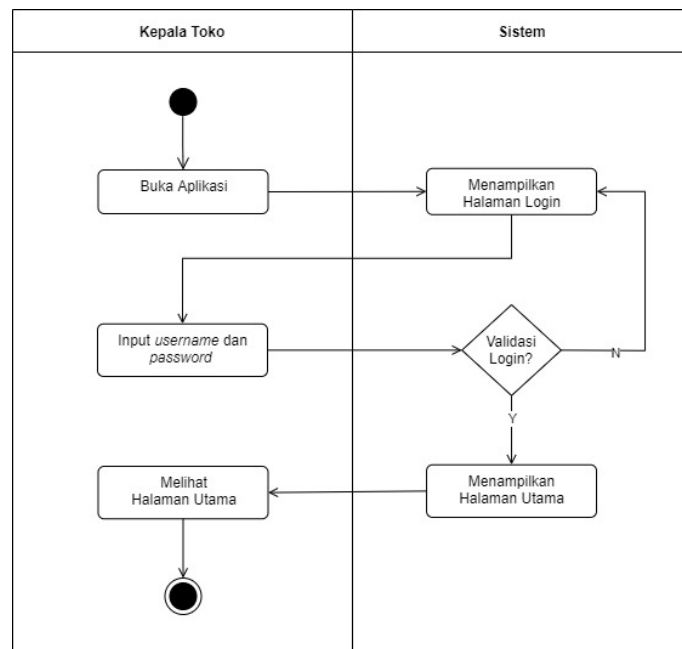 Kepala Toko
Sistem
Buka Aplikasi
Menampilkan
Halaman Login
Input username dan
password
Validasi
Login?
N
Y
Melihat
Halaman Utama
Menampilkan
Halaman Utama